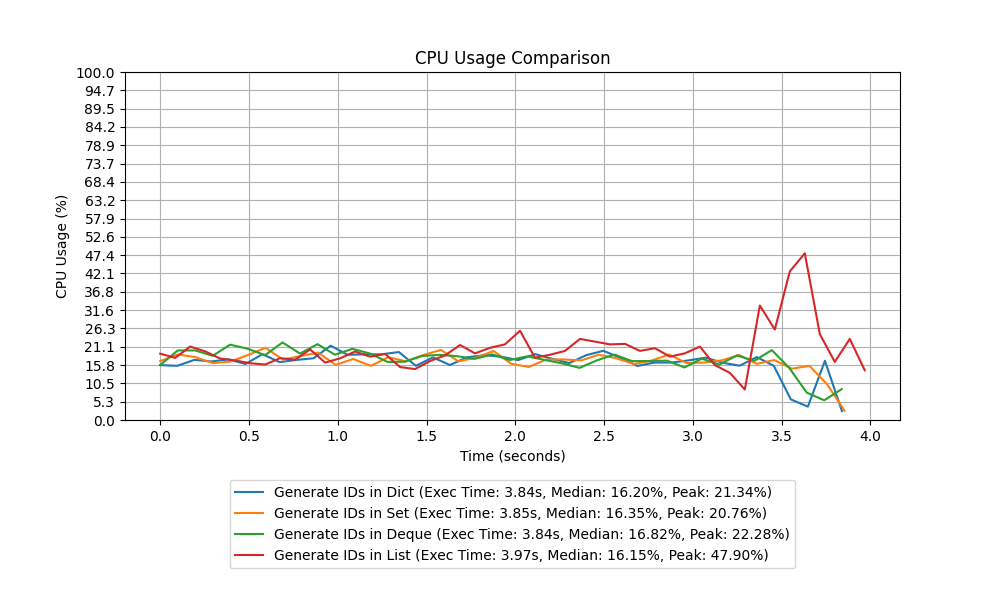 CPU Usage Comparison
100.0
94.7
89.5
84.2
78.9
73.7
68.4
63.2
57.9
52.6
47.4
42.1
36.8
31.6
26.3
21.1
15.8
10.5
5.3
0.0
CPU Usage (%)
0.0 0.5 1.0 1.5 2.0 2.5 3.0 3.5 4.0
Time (seconds)
Generate IDs in Dict (Exec Time: 3.84s, Median: 16.20%, Peak: 21.34%)
Generate IDs in Set (Exec Time: 3.85s, Median: 16.35%, Peak: 20.76%)
Generate IDs in Deque (Exec Time: 3.84s, Median: 16.82%, Peak: 22.28%)
Generate IDs in List (Exec Time: 3.97s, Median: 16.15%, Peak: 47.90%)